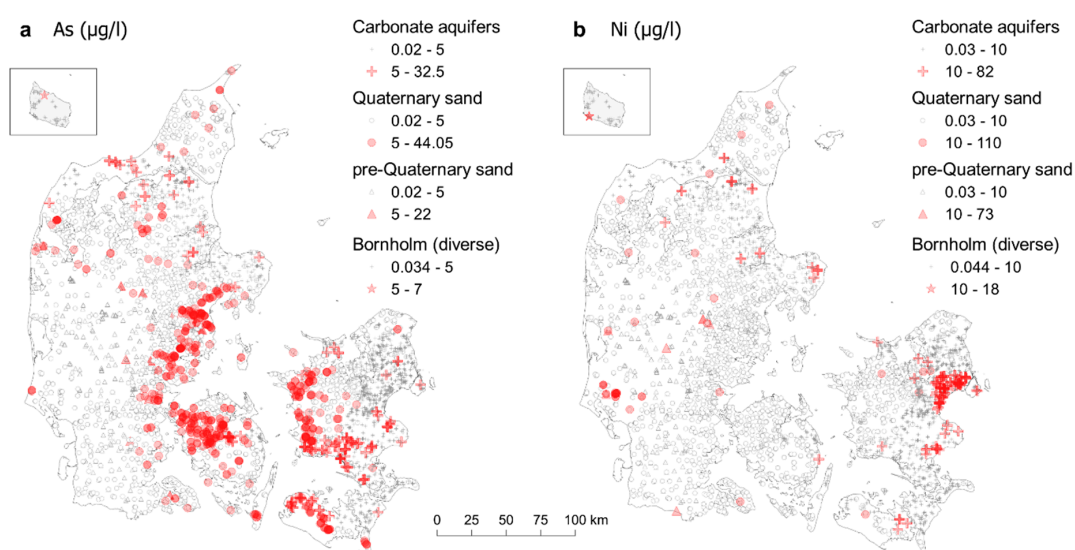 a As (µg/l)
Carbonate aquifers
0.02 - 5
5 - 32.5
Quaternary sand
0.02 - 5
5 - 44.05
pre-Quaternary sand
0.02 - 5
5 - 22
Bornholm (diverse)
0.034 - 5
5 - 7
b Ni (µg/l)
Carbonate aquifers
0.03 - 10
10 - 82
Quaternary sand
0.03 - 10
10 - 110
pre-Quaternary sand
0.03 - 10
10 - 73
Bornholm (diverse)
0.044 - 10
10 - 18
0 25 50 75 100 km